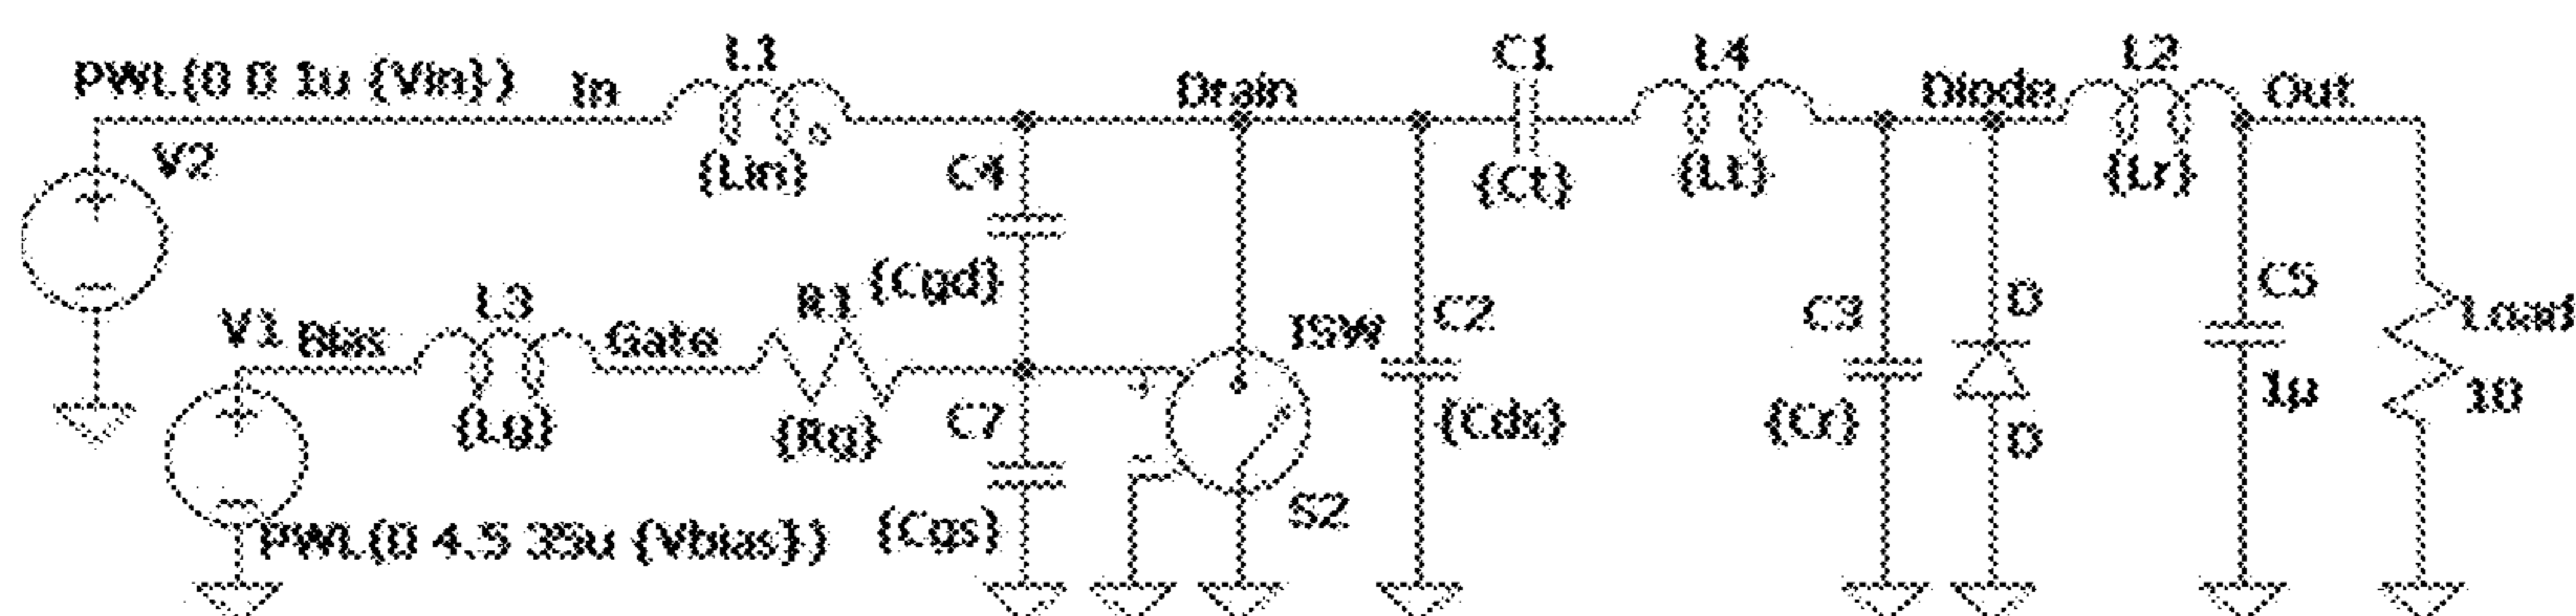 PWL(0 0 1u {Vin})
In
L1
{Lin}
Drain
C1
{Ct}
L4
{Lt}
Diode
L2
{Lr}
Out
V2
C4
{Cgd}
V1
Bias
L3
{Lg}
Gate
R1
{Rg}
C7
{Cgs}
ISW
S2
C2
{Cds}
C3
{Cr}
D
D
C5
1µ
Load
10
PWL(0 4.5 35u {Vbias})